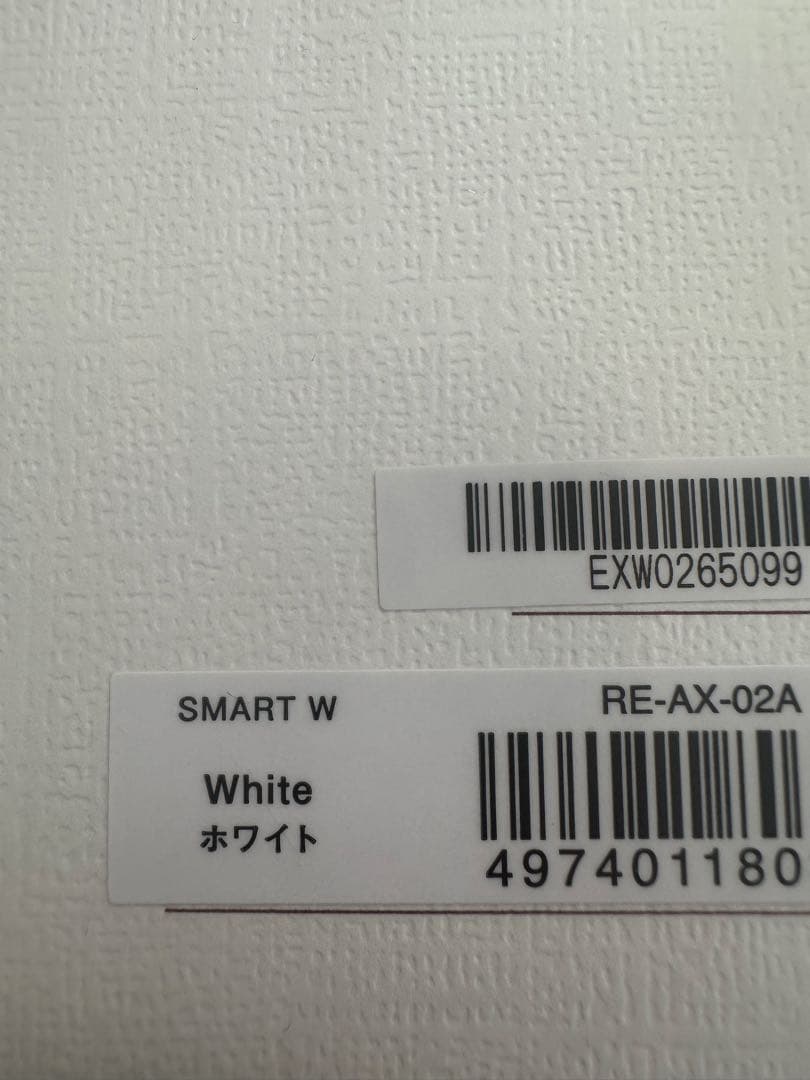 EXW0265099
SMART W
RE-AX-02A
White
ホワイト
497401180